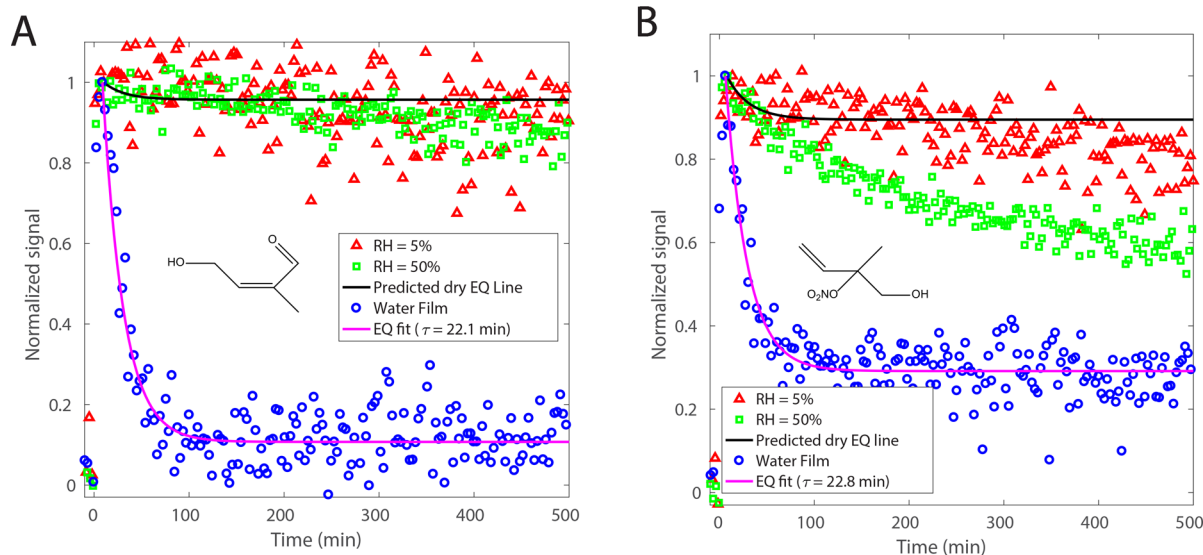 A
Normalized signal
1
0.8
0.6
0.4
0.2
0
0
100
200
300
400
500
Time (min)
HO
O
RH = 5%
RH = 50%
Predicted dry EQ Line
Water Film
EQ fit (τ = 22.1 min)
B
Normalized signal
1
0.8
0.6
0.4
0.2
0
0
100
200
300
400
500
Time (min)
O₂NO
OH
RH = 5%
RH = 50%
Predicted dry EQ line
Water Film
EQ fit (τ = 22.8 min)